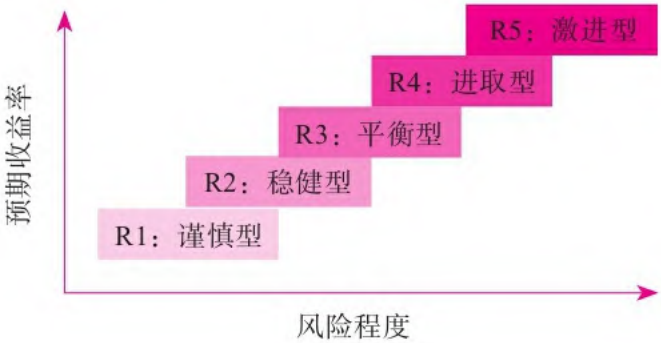 R5：激进型
R4：进取型
R3：平衡型
R2：稳健型
R1：谨慎型
预期收益率
风险程度